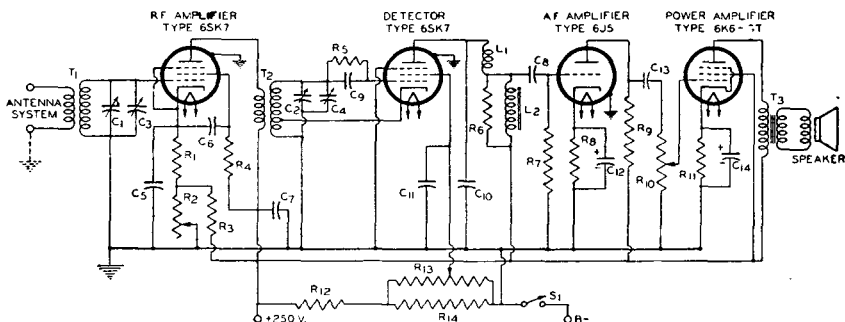 RF AMPLIFIER
TYPE 6SK7
DETECTOR
TYPE 6SK7
AF AMPLIFIER
TYPE 6J5
POWER AMPLIFIER
TYPE 6K6-GT
T1
ANTENNA
SYSTEM
C1
C3
C6
R1
R4
C5
R2
R3
C7
T2
C2
C4
R5
C9
C11
C10
L1
R6
L2
C8
R7
R8
C12
+
R9
C13
R10
R11
C14
+
T3
SPEAKER
R12
R13
R14
S1
+250 V.
B-